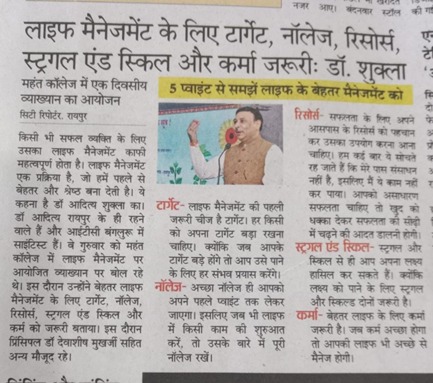 लाइफ मैनेजमेंट के लिए टार्गेट, नॉलेज, रिसोर्स,
स्ट्रगल एंड स्किल और कर्मा जरूरी: डॉ. शुक्ला
महंत कॉलेज में एक दिवसीय
व्याख्यान का आयोजन
सिटी रिपोर्टर. रायपुर
किसी भी सफल व्यक्ति के लिए
उसका लाइफ मैनेजमेंट काफी
महत्वपूर्ण होता है। लाइफ मैनेजमेंट
एक प्रक्रिया है, जो हमें पहले से
बेहतर और श्रेष्ठ बना देती है। ये
कहना है डॉ आदित्य शुक्ला का।
डॉ आदित्य रायपुर के ही रहने
वाले हैं और आईटीसी बंगलुरू में
साइंटिस्ट हैं। वे गुरुवार को महंत
कॉलेज में लाइफ मैनेजमेंट पर
आयोजित व्याख्यान पर बोल रहे
थे। इस दौरान उन्होंने बेहतर लाइफ
मैनेजमेंट के लिए टार्गेट, नॉलेज,
रिसोर्स, स्ट्रगल एंड स्किल और
कर्म को जरूरी बताया। इस दौरान
प्रिंसिपल डॉ देवाशीष मुखर्जी सहित
अन्य मौजूद रहे।
5 प्वाइंट से समझें लाइफ के बेहतर मैनेजमेंट को
टार्गेट- लाइफ मैनेजमेंट की पहली
जरूरी चीज है टार्गेट। हर किसी
को अपना टार्गेट बड़ा रखना
चाहिए। क्योंकि जब आपके
टार्गेट बड़े होंगे तो आप उसे पाने
के लिए हर संभव प्रयास करेंगे।
नॉलेज- अच्छा नॉलेज ही आपको
अपने पहले प्वाइंट तक लेकर
जाएगा। इसलिए जब भी लाइफ
में किसी काम की शुरुआत
करें, तो उसके बारे में पूरी
नॉलेज रखें।
रिसोर्स- सफलता के लिए अपने
आसपास के रिसोर्स को पहचान
कर उसका उपयोग करना आना
चाहिए। हम कई बार ये सोचते
रह जाते हैं कि मेरे पास संसाधन
नहीं है, इसलिए मैं ये काम नहीं
कर पाया। आपको असाधारण
सफलता चाहिए तो खुद को
धक्का देकर सफलता की सीढ़ी
में चढ़ने की आदत डालनी होगी।
स्ट्रगल एंड स्किल- स्ट्रगल और
स्किल से ही आप अपना लक्ष्य
हासिल कर सकते हैं। क्योंकि
लक्ष्य को पाने के लिए स्ट्रगल
और स्किल्ड दोनों जरूरी है।
कर्मा- बेहतर लाइफ के लिए कर्मा
जरूरी है। जब कर्म अच्छा होगा
तो आपकी लाइफ भी अच्छे से
मैनेज होगी।